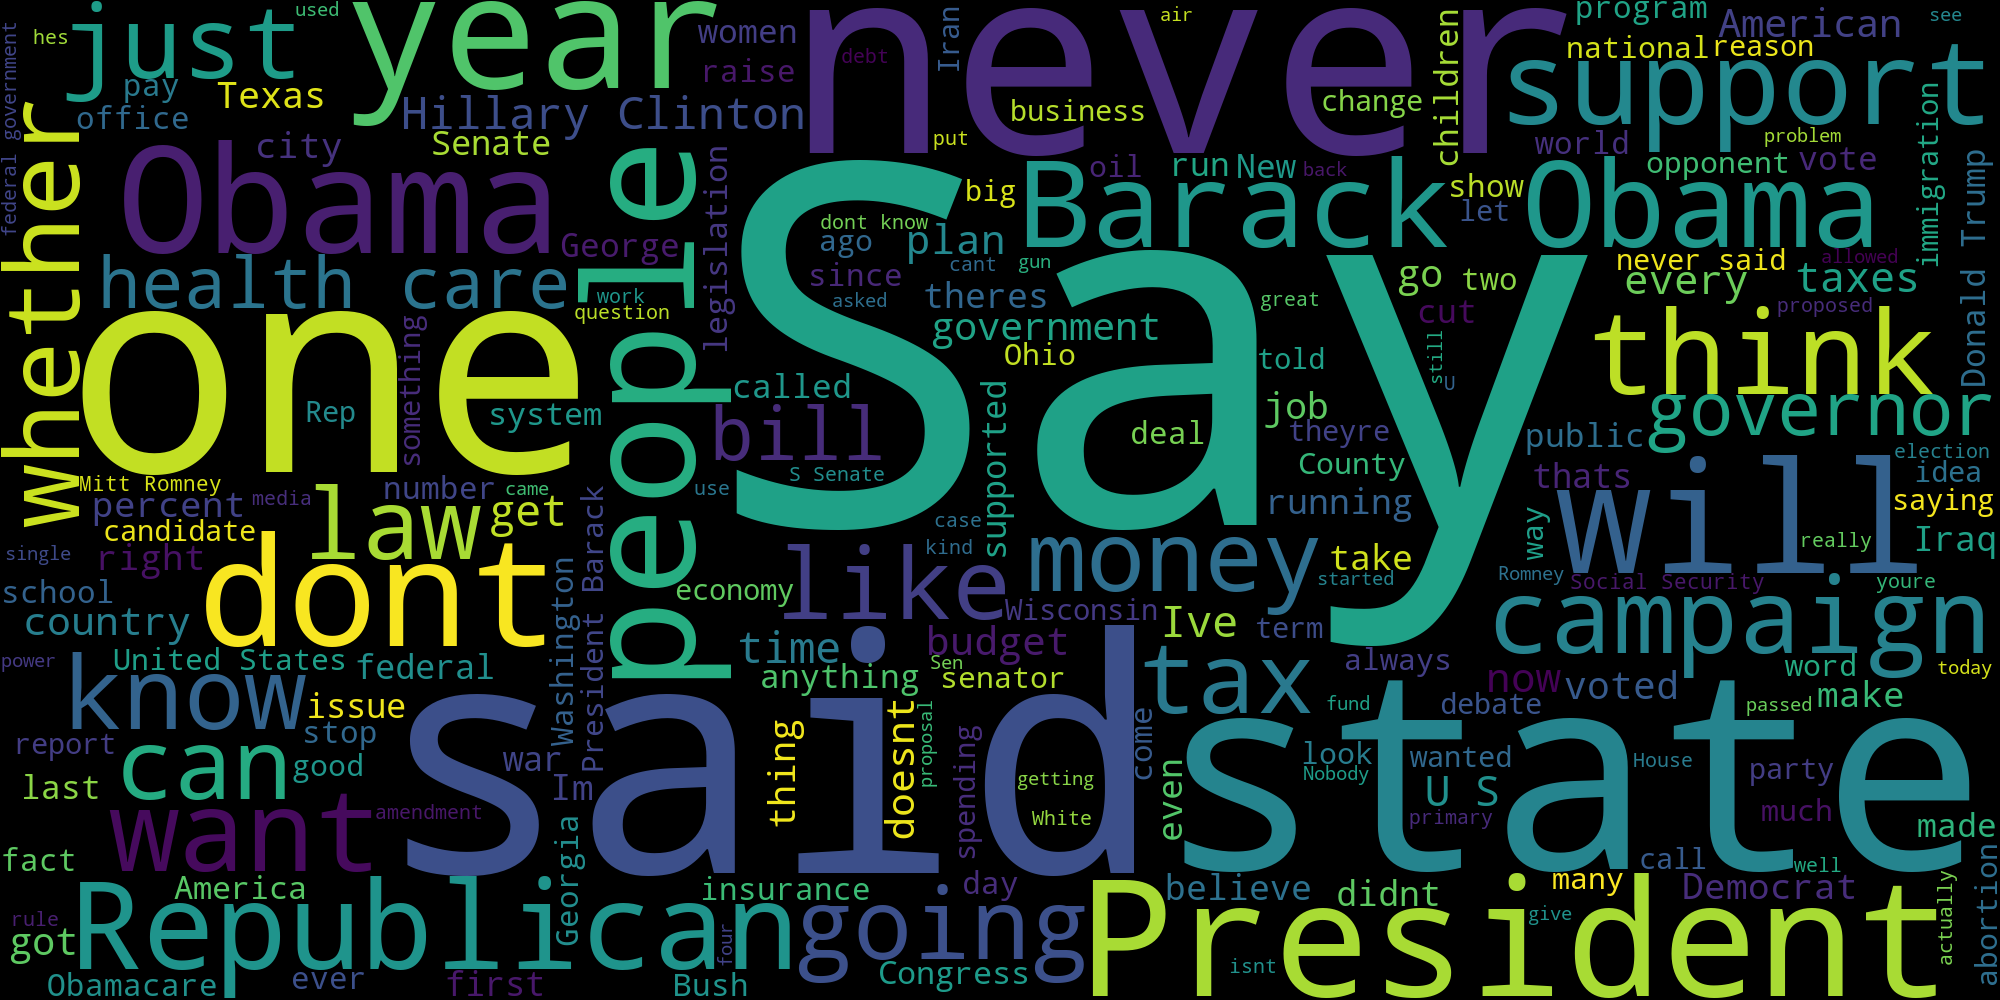 used
hes
just
year
never
air
see
program
American
women
Iran
debt
national
reason
raise
pay
Texas
office
Hillary Clinton
business
change
children
support
federal government
whether
Obama
city
Senate
people
put
world
problem
opponent
vote
legislation
oil
run
New
back
Barack Obama
big
show
let
immigration
Donald Trump
George
dont know
ago
plan
since
cant
gun
go
two
never said
allowed
every
taxes
health care
work
question
theres
asked
great
cut
proposed
government
one
Say
something
Ohio
told
still
U
think
called
Rep
system
supported
job
deal
theyre
governor
bill
County
public
election
S Senate
thats
idea
Mitt Romney
media
number
came
use
percent
running
will
saying
candidate
law
get
case
way
really
Iraq
single
right
kind
money
take
like
started
Romney
Social Security
youre
school
dont
economy
Wisconsin
country
Washington
President Barack
Ive
term
campaign
power
United States
federal
time
budget
Sen
tax
always
word
today
know
issue
anything
senator
now
voted
make
stop
said
thing
doesnt
proposal
fund
debate
passed
report
can
good
war
Im
spending
come
look
wanted
House
party
state
last
getting
Nobody
U S
even
want
amendment
White
primary
much
made
fact
Georgia
call
well
America
insurance
day
believe
didnt
many
Democrat
abortion
rule
Republican
going
President
give
actually
got
four
isnt
Obamacare
ever
first
Bush
Congress